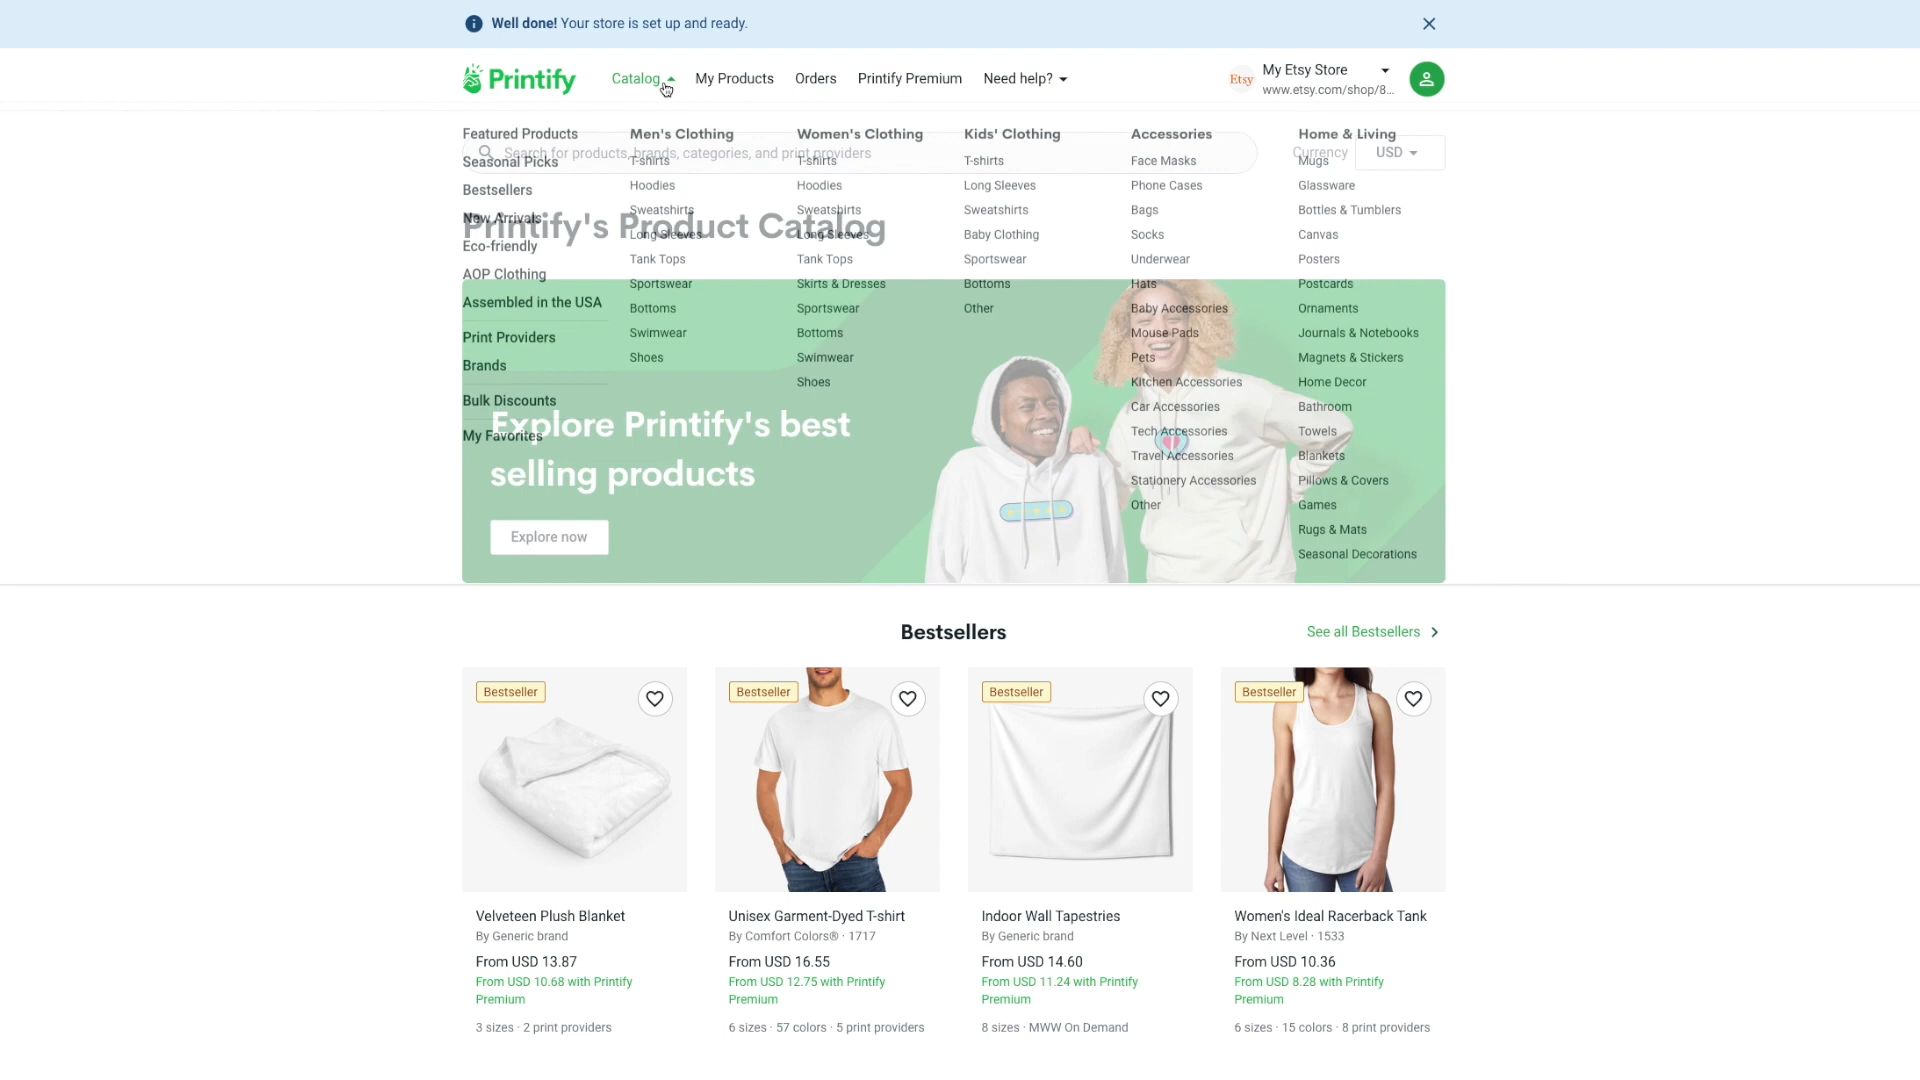 Well done! Your store is set up and ready.
Printify
Catalog
My Products
Orders
Printify Premium
Need help?
Etsy
My Etsy Store
www.etsy.com/shop/8...
Featured Products
Seasonal Picks
Bestsellers
New Arrivals
Eco-friendly
AOP Clothing
Assembled in the USA
Print Providers
Brands
Bulk Discounts
My Favorites
Men's Clothing
T-shirts
Hoodies
Sweatshirts
Long Sleeves
Tank Tops
Sportswear
Bottoms
Swimwear
Shoes
Women's Clothing
T-shirts
Hoodies
Sweatshirts
Long Sleeves
Tank Tops
Skirts & Dresses
Sportswear
Bottoms
Swimwear
Shoes
Kids' Clothing
T-shirts
Long Sleeves
Sweatshirts
Baby Clothing
Sportswear
Bottoms
Other
Accessories
Face Masks
Phone Cases
Bags
Socks
Underwear
Hats
Baby Accessories
Mouse Pads
Pets
Kitchen Accessories
Car Accessories
Tech Accessories
Travel Accessories
Stationery Accessories
Other
Home & Living
Mugs
Glassware
Bottles & Tumblers
Canvas
Posters
Postcards
Ornaments
Journals & Notebooks
Magnets & Stickers
Home Decor
Bathroom
Towels
Blankets
Pillows & Covers
Games
Rugs & Mats
Seasonal Decorations
Search for products, brands, categories, and print providers
Currency
USD
Printify's Product Catalog
Explore Printify's best
selling products
Explore now
Bestsellers
See all Bestsellers
Bestseller
Velveteen Plush Blanket
By Generic brand
From USD 13.87
From USD 10.68 with Printify
Premium
3 sizes · 2 print providers
Bestseller
Unisex Garment-Dyed T-shirt
By Comfort Colors® · 1717
From USD 16.55
From USD 12.75 with Printify
Premium
6 sizes · 57 colors · 5 print providers
Bestseller
Indoor Wall Tapestries
By Generic brand
From USD 14.60
From USD 11.24 with Printify
Premium
8 sizes · MWW On Demand
Bestseller
Women's Ideal Racerback Tank
By Next Level · 1533
From USD 10.36
From USD 8.28 with Printify
Premium
6 sizes · 15 colors · 8 print providers